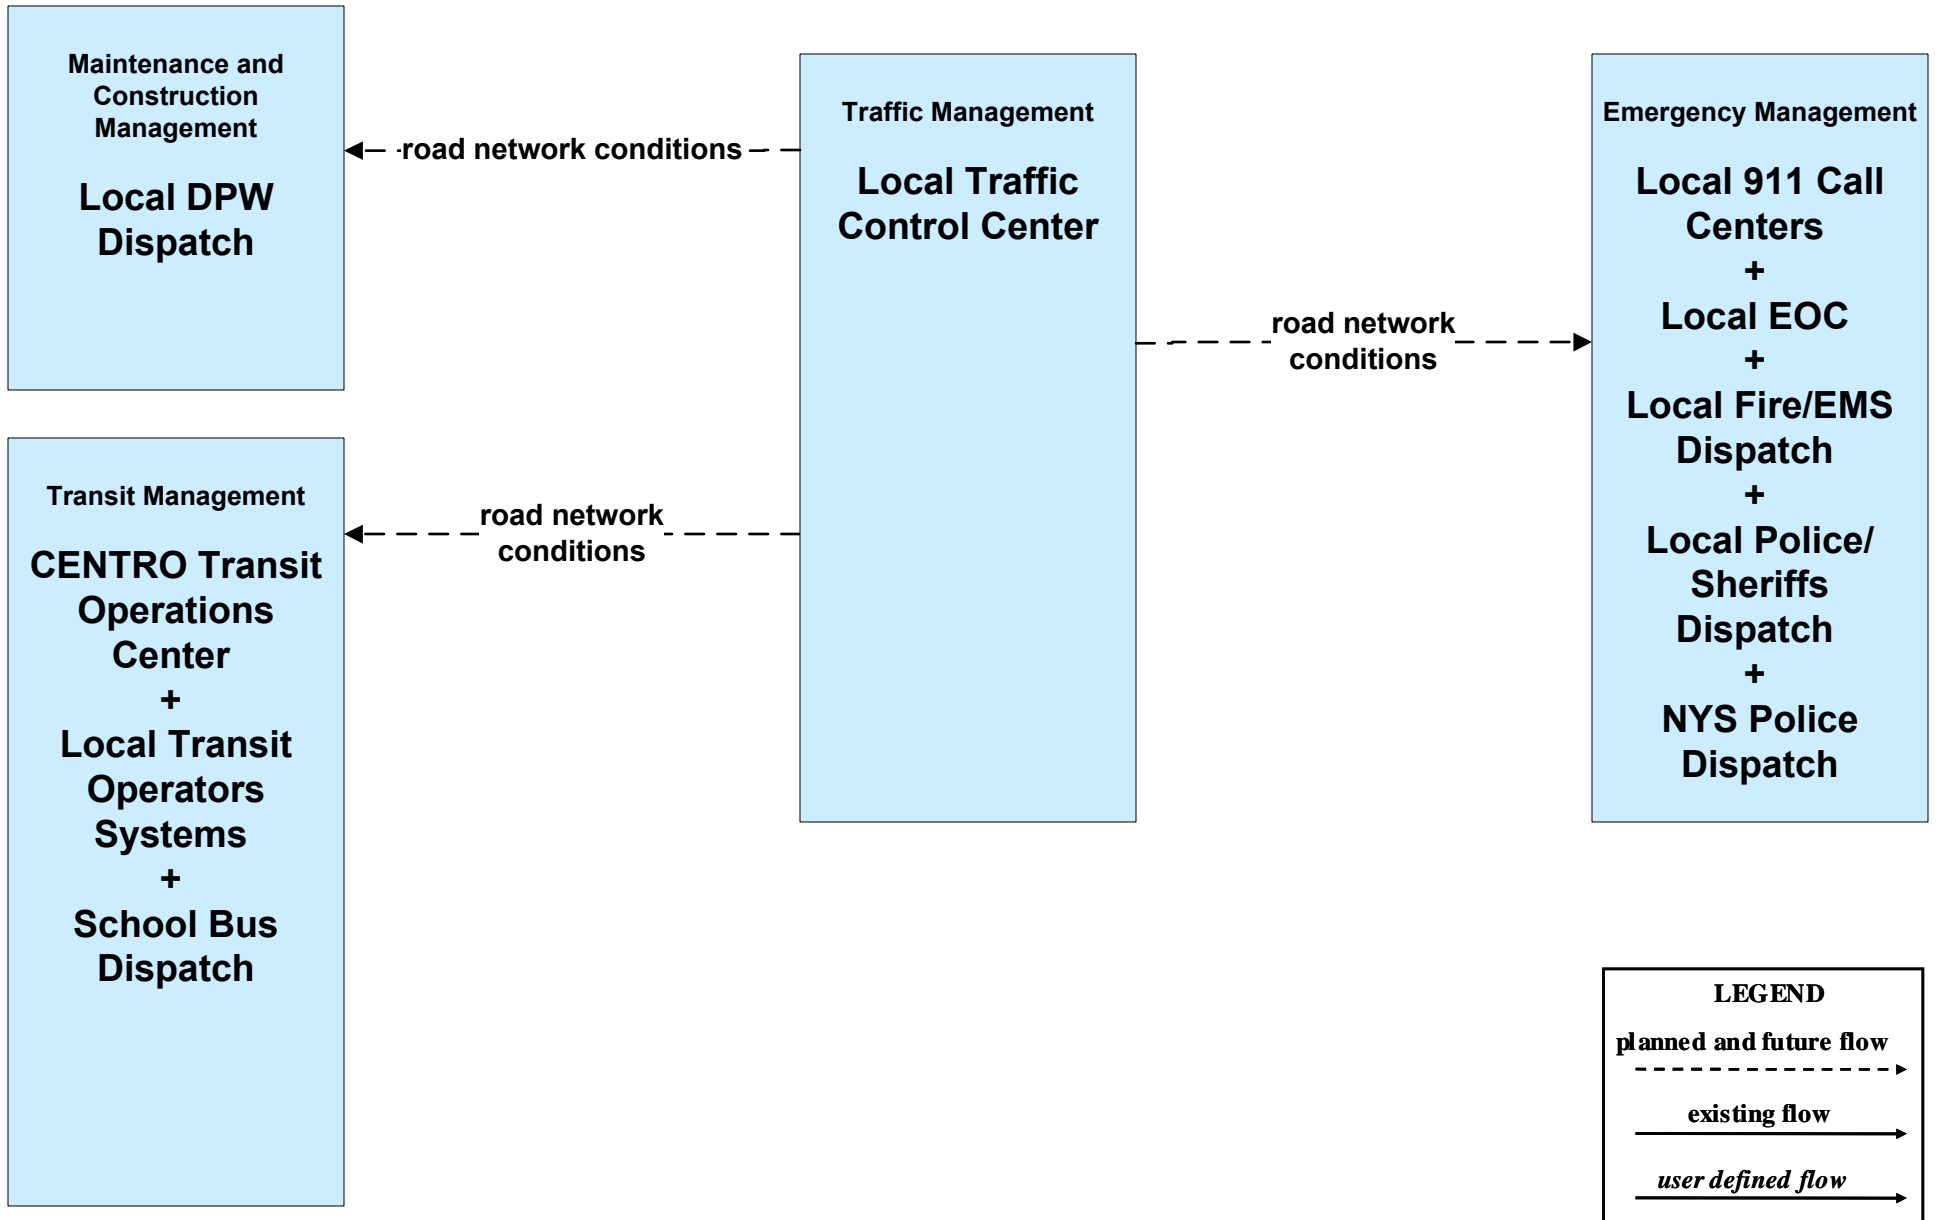 Maintenance and
Construction
Management
Local DPW
Dispatch
road network conditions
Traffic Management
Local Traffic
Control Center
road network
conditions
Emergency Management
Local 911 Call
Centers
+
Local EOC
+
Local Fire/EMS
Dispatch
+
Local Police/
Sheriffs
Dispatch
+
NYS Police
Dispatch
Transit Management
CENTRO Transit
Operations
Center
+
Local Transit
Operators
Systems
+
School Bus
Dispatch
road network
conditions
LEGEND
planned and future flow
existing flow
user defined flow